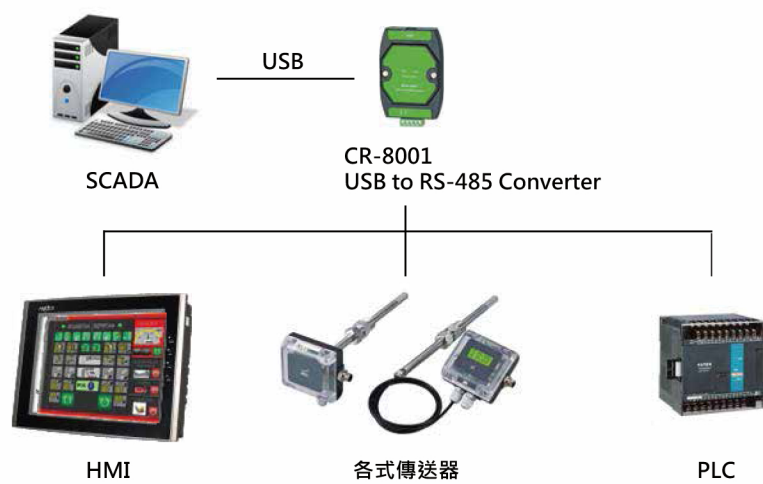 USB
SCADA
CR-8001
USB to RS-485 Converter
HMI
各式傳送器
PLC